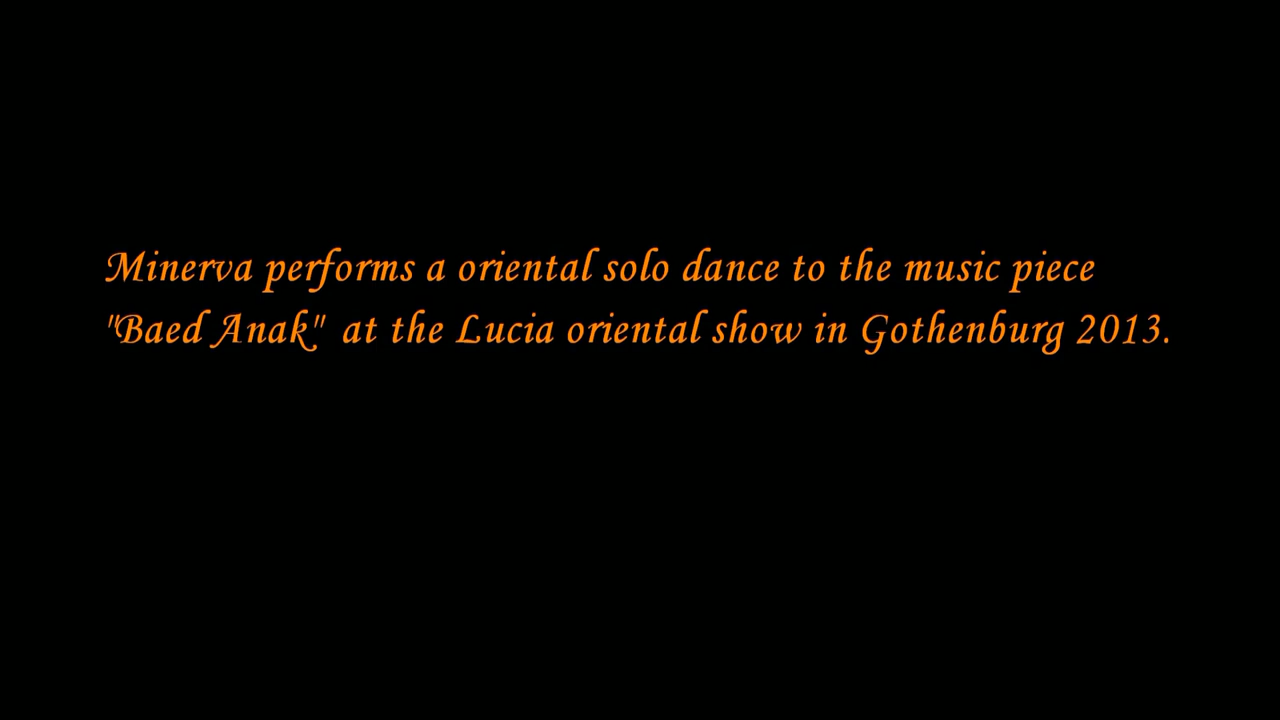 Minerva performs a oriental solo dance to the music piece
"Baed Anak" at the Lucia oriental show in Gothenburg 2013.